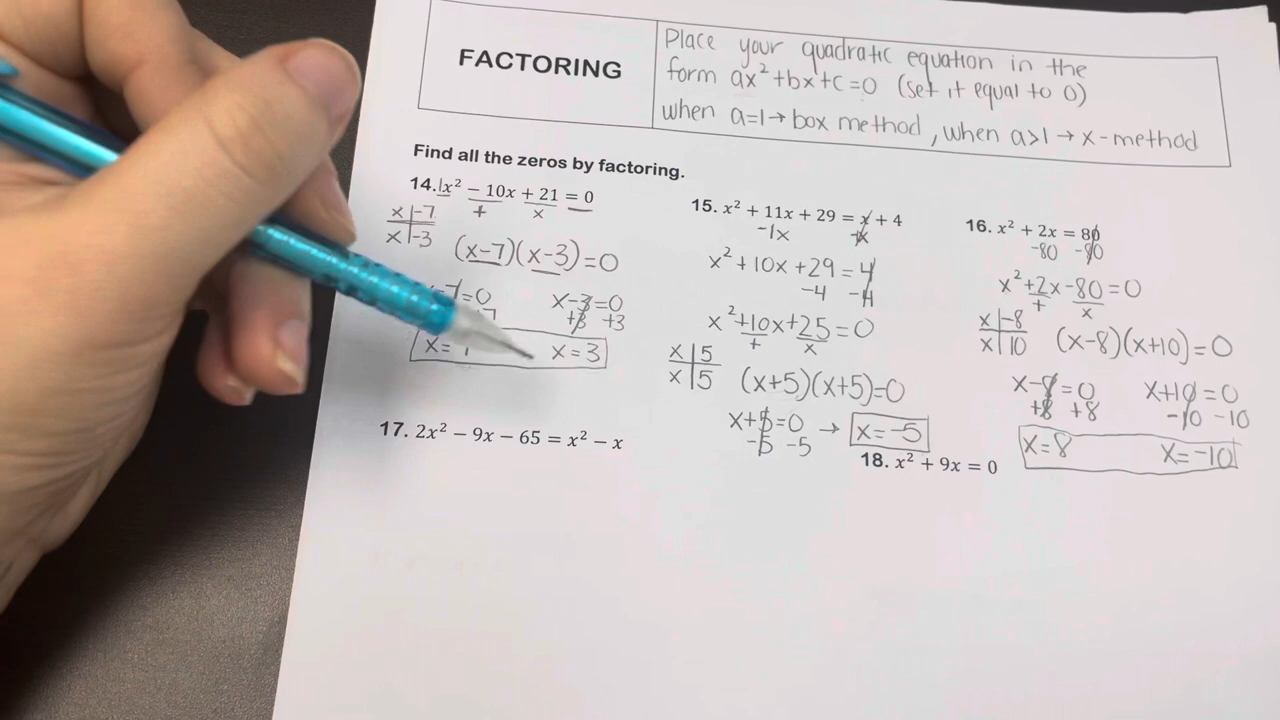 FACTORING
Place your quadratic equation in the
form ax² + bx + c = 0 (set it equal to 0)
when a=1 → box method, when a>1 → x-method
Find all the zeros by factoring.
14. 1x² − 10x + 21 = 0
+ x
x | -7
x | -3
(x-7)(x-3)=0
-7=0 x-3=0
7 +3 +3
x= x=3
15. x² + 11x + 29 = x + 4
-1x -x
x² + 10x + 29 = 4
-4 -4
x² + 10x + 25 = 0
+ x
x | 5
x | 5
(x+5)(x+5)=0
x+5=0 → x=-5
-5 -5
16. x² + 2x = 80
-80 -80
x² + 2x - 80 = 0
+ x
x | -8
x | 10
(x-8)(x+10)=0
x-8=0 x+10=0
+8 +8 -10 -10
x=8 x=-10
17. 2x² − 9x − 65 = x² − x
18. x² + 9x = 0